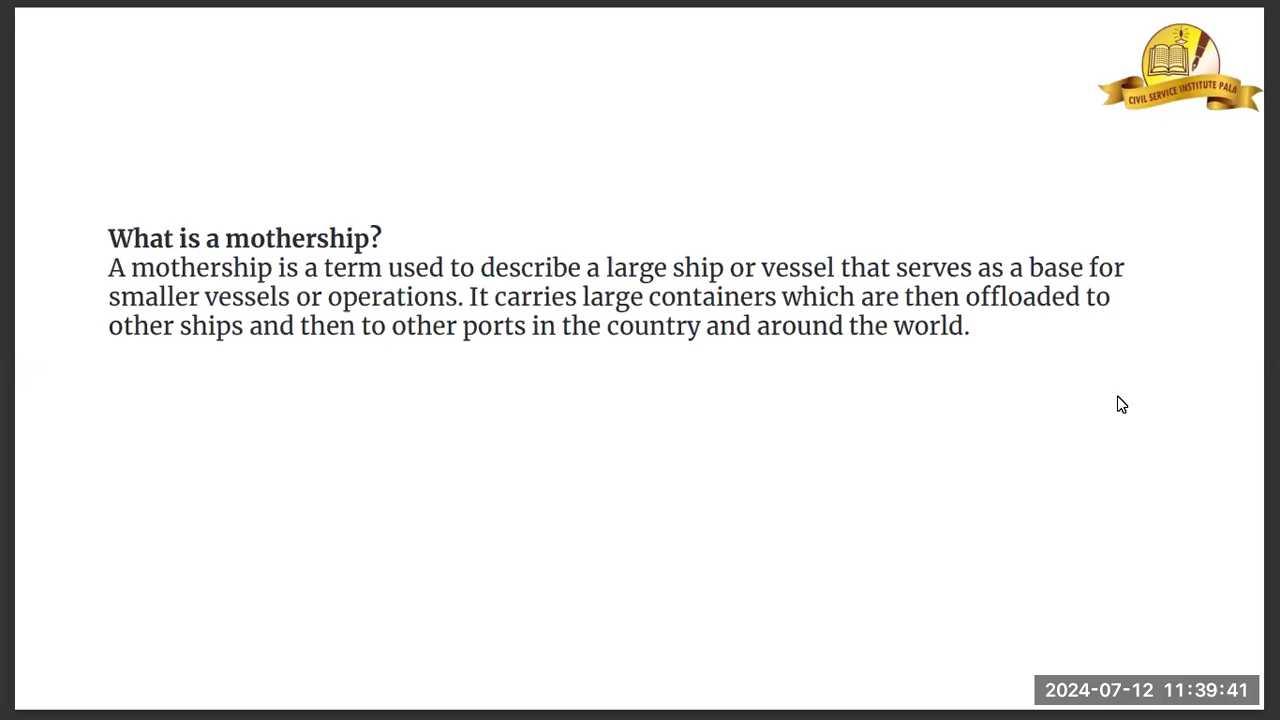 CIVIL SERVICE INSTITUTE PALA
What is a mothership?
A mothership is a term used to describe a large ship or vessel that serves as a base for
smaller vessels or operations. It carries large containers which are then offloaded to
other ships and then to other ports in the country and around the world.
2024-07-12 11:39:41